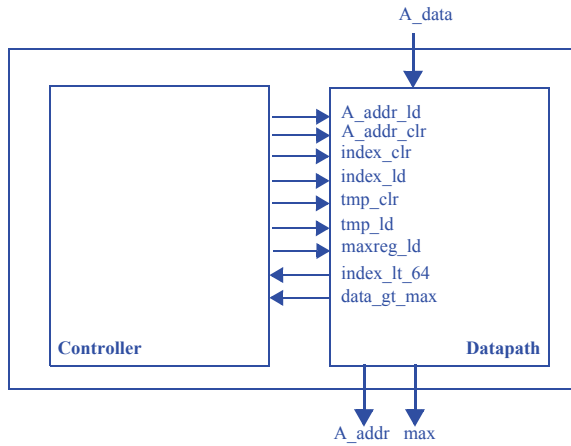 A_data
A_addr_ld
A_addr_clr
index_clr
index_ld
tmp_clr
tmp_ld
maxreg_ld
index_lt_64
data_gt_max
Controller
Datapath
A_addr
max